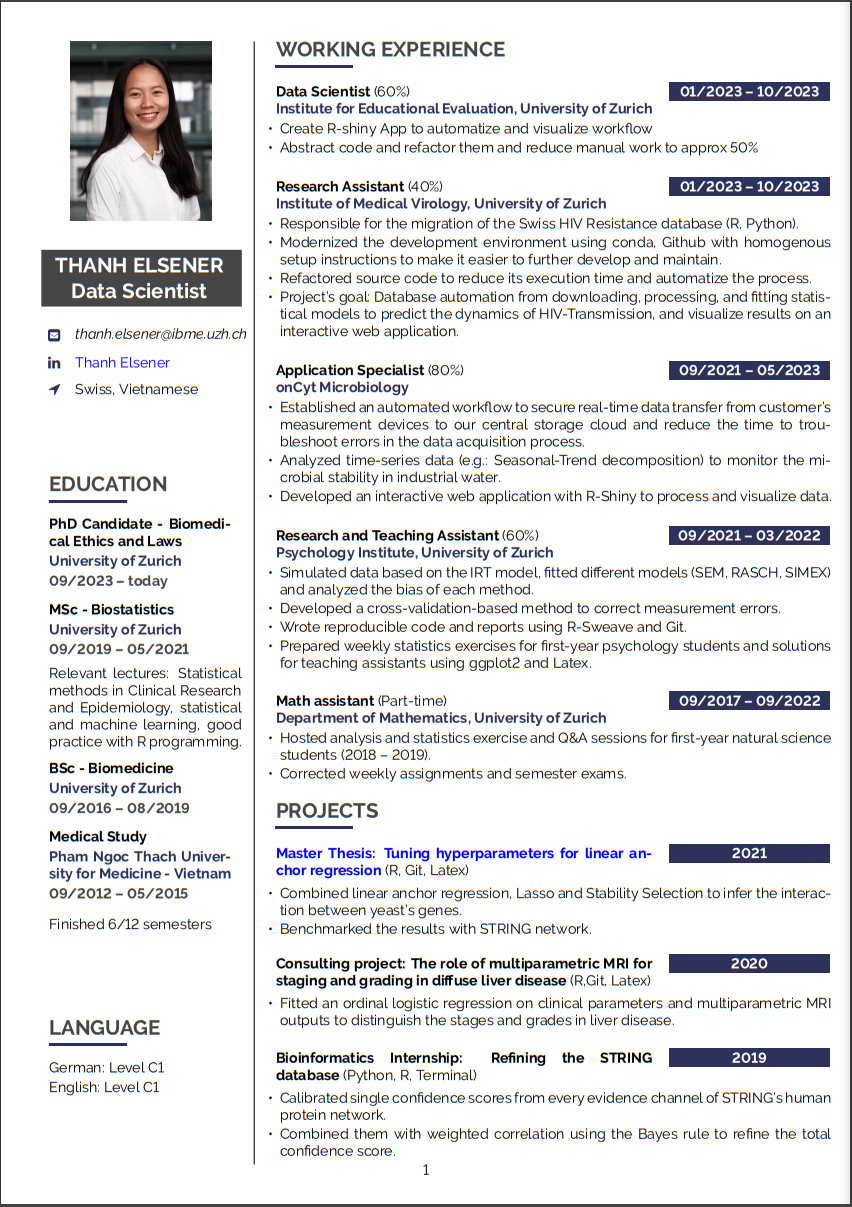 THANH ELSENER
Data Scientist
thanh.elsener@ibme.uzh.ch
Thanh Elsener
Swiss, Vietnamese
EDUCATION
PhD Candidate - Biomedi-
cal Ethics and Laws
University of Zurich
09/2023 – today
MSc - Biostatistics
University of Zurich
09/2019 – 05/2021
Relevant lectures: Statistical
methods in Clinical Research
and Epidemiology, statistical
and machine learning, good
practice with R programming.
BSc - Biomedicine
University of Zurich
09/2016 – 08/2019
Medical Study
Pham Ngoc Thach Univer-
sity for Medicine - Vietnam
09/2012 – 05/2015
Finished 6/12 semesters
LANGUAGE
German: Level C1
English: Level C1
WORKING EXPERIENCE
Data Scientist (60%) 01/2023 – 10/2023
Institute for Educational Evaluation, University of Zurich
• Create R-shiny App to automatize and visualize workflow
• Abstract code and refactor them and reduce manual work to approx 50%
Research Assistant (40%) 01/2023 – 10/2023
Institute of Medical Virology, University of Zurich
• Responsible for the migration of the Swiss HIV Resistance database (R, Python).
• Modernized the development environment using conda, Github with homogenous
setup instructions to make it easier to further develop and maintain.
• Refactored source code to reduce its execution time and automatize the process.
• Project's goal: Database automation from downloading, processing, and fitting statis-
tical models to predict the dynamics of HIV-Transmission, and visualize results on an
interactive web application.
Application Specialist (80%) 09/2021 – 05/2023
onCyt Microbiology
• Established an automated workflow to secure real-time data transfer from customer's
measurement devices to our central storage cloud and reduce the time to trou-
bleshoot errors in the data acquisition process.
• Analyzed time-series data (e.g.: Seasonal-Trend decomposition) to monitor the mi-
crobial stability in industrial water.
• Developed an interactive web application with R-Shiny to process and visualize data.
Research and Teaching Assistant (60%) 09/2021 – 03/2022
Psychology Institute, University of Zurich
• Simulated data based on the IRT model, fitted different models (SEM, RASCH, SIMEX)
and analyzed the bias of each method.
• Developed a cross-validation-based method to correct measurement errors.
• Wrote reproducible code and reports using R-Sweave and Git.
• Prepared weekly statistics exercises for first-year psychology students and solutions
for teaching assistants using ggplot2 and Latex.
Math assistant (Part-time) 09/2017 – 09/2022
Department of Mathematics, University of Zurich
• Hosted analysis and statistics exercise and Q&A sessions for first-year natural science
students (2018 – 2019).
• Corrected weekly assignments and semester exams.
PROJECTS
Master Thesis: Tuning hyperparameters for linear an- 2021
chor regression (R, Git, Latex)
• Combined linear anchor regression, Lasso and Stability Selection to infer the interac-
tion between yeast's genes.
• Benchmarked the results with STRING network.
Consulting project: The role of multiparametric MRI for 2020
staging and grading in diffuse liver disease (R,Git, Latex)
• Fitted an ordinal logistic regression on clinical parameters and multiparametric MRI
outputs to distinguish the stages and grades in liver disease.
Bioinformatics Internship: Refining the STRING 2019
database (Python, R, Terminal)
• Calibrated single confidence scores from every evidence channel of STRING's human
protein network.
• Combined them with weighted correlation using the Bayes rule to refine the total
confidence score.
1